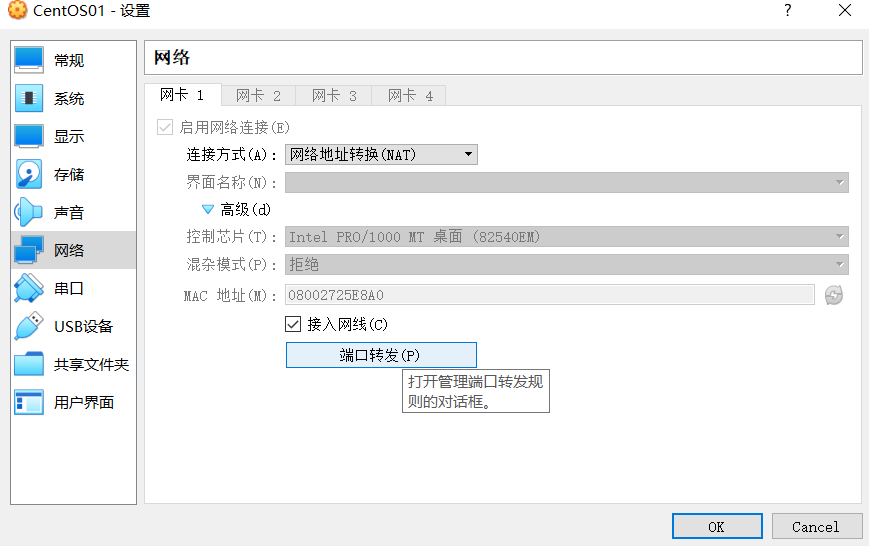 CentOS01 - 设置
?
常规
系统
显示
存储
声音
网络
串口
USB设备
共享文件夹
用户界面
网络
网卡 1
网卡 2
网卡 3
网卡 4
启用网络连接(E)
连接方式(A): 网络地址转换(NAT)
界面名称(N):
高级(d)
控制芯片(T): Intel PRO/1000 MT 桌面 (82540EM)
混杂模式(P): 拒绝
MAC 地址(M): 08002725E8A0
接入网线(C)
端口转发(P)
打开管理端口转发规
则的对话框。
OK
Cancel